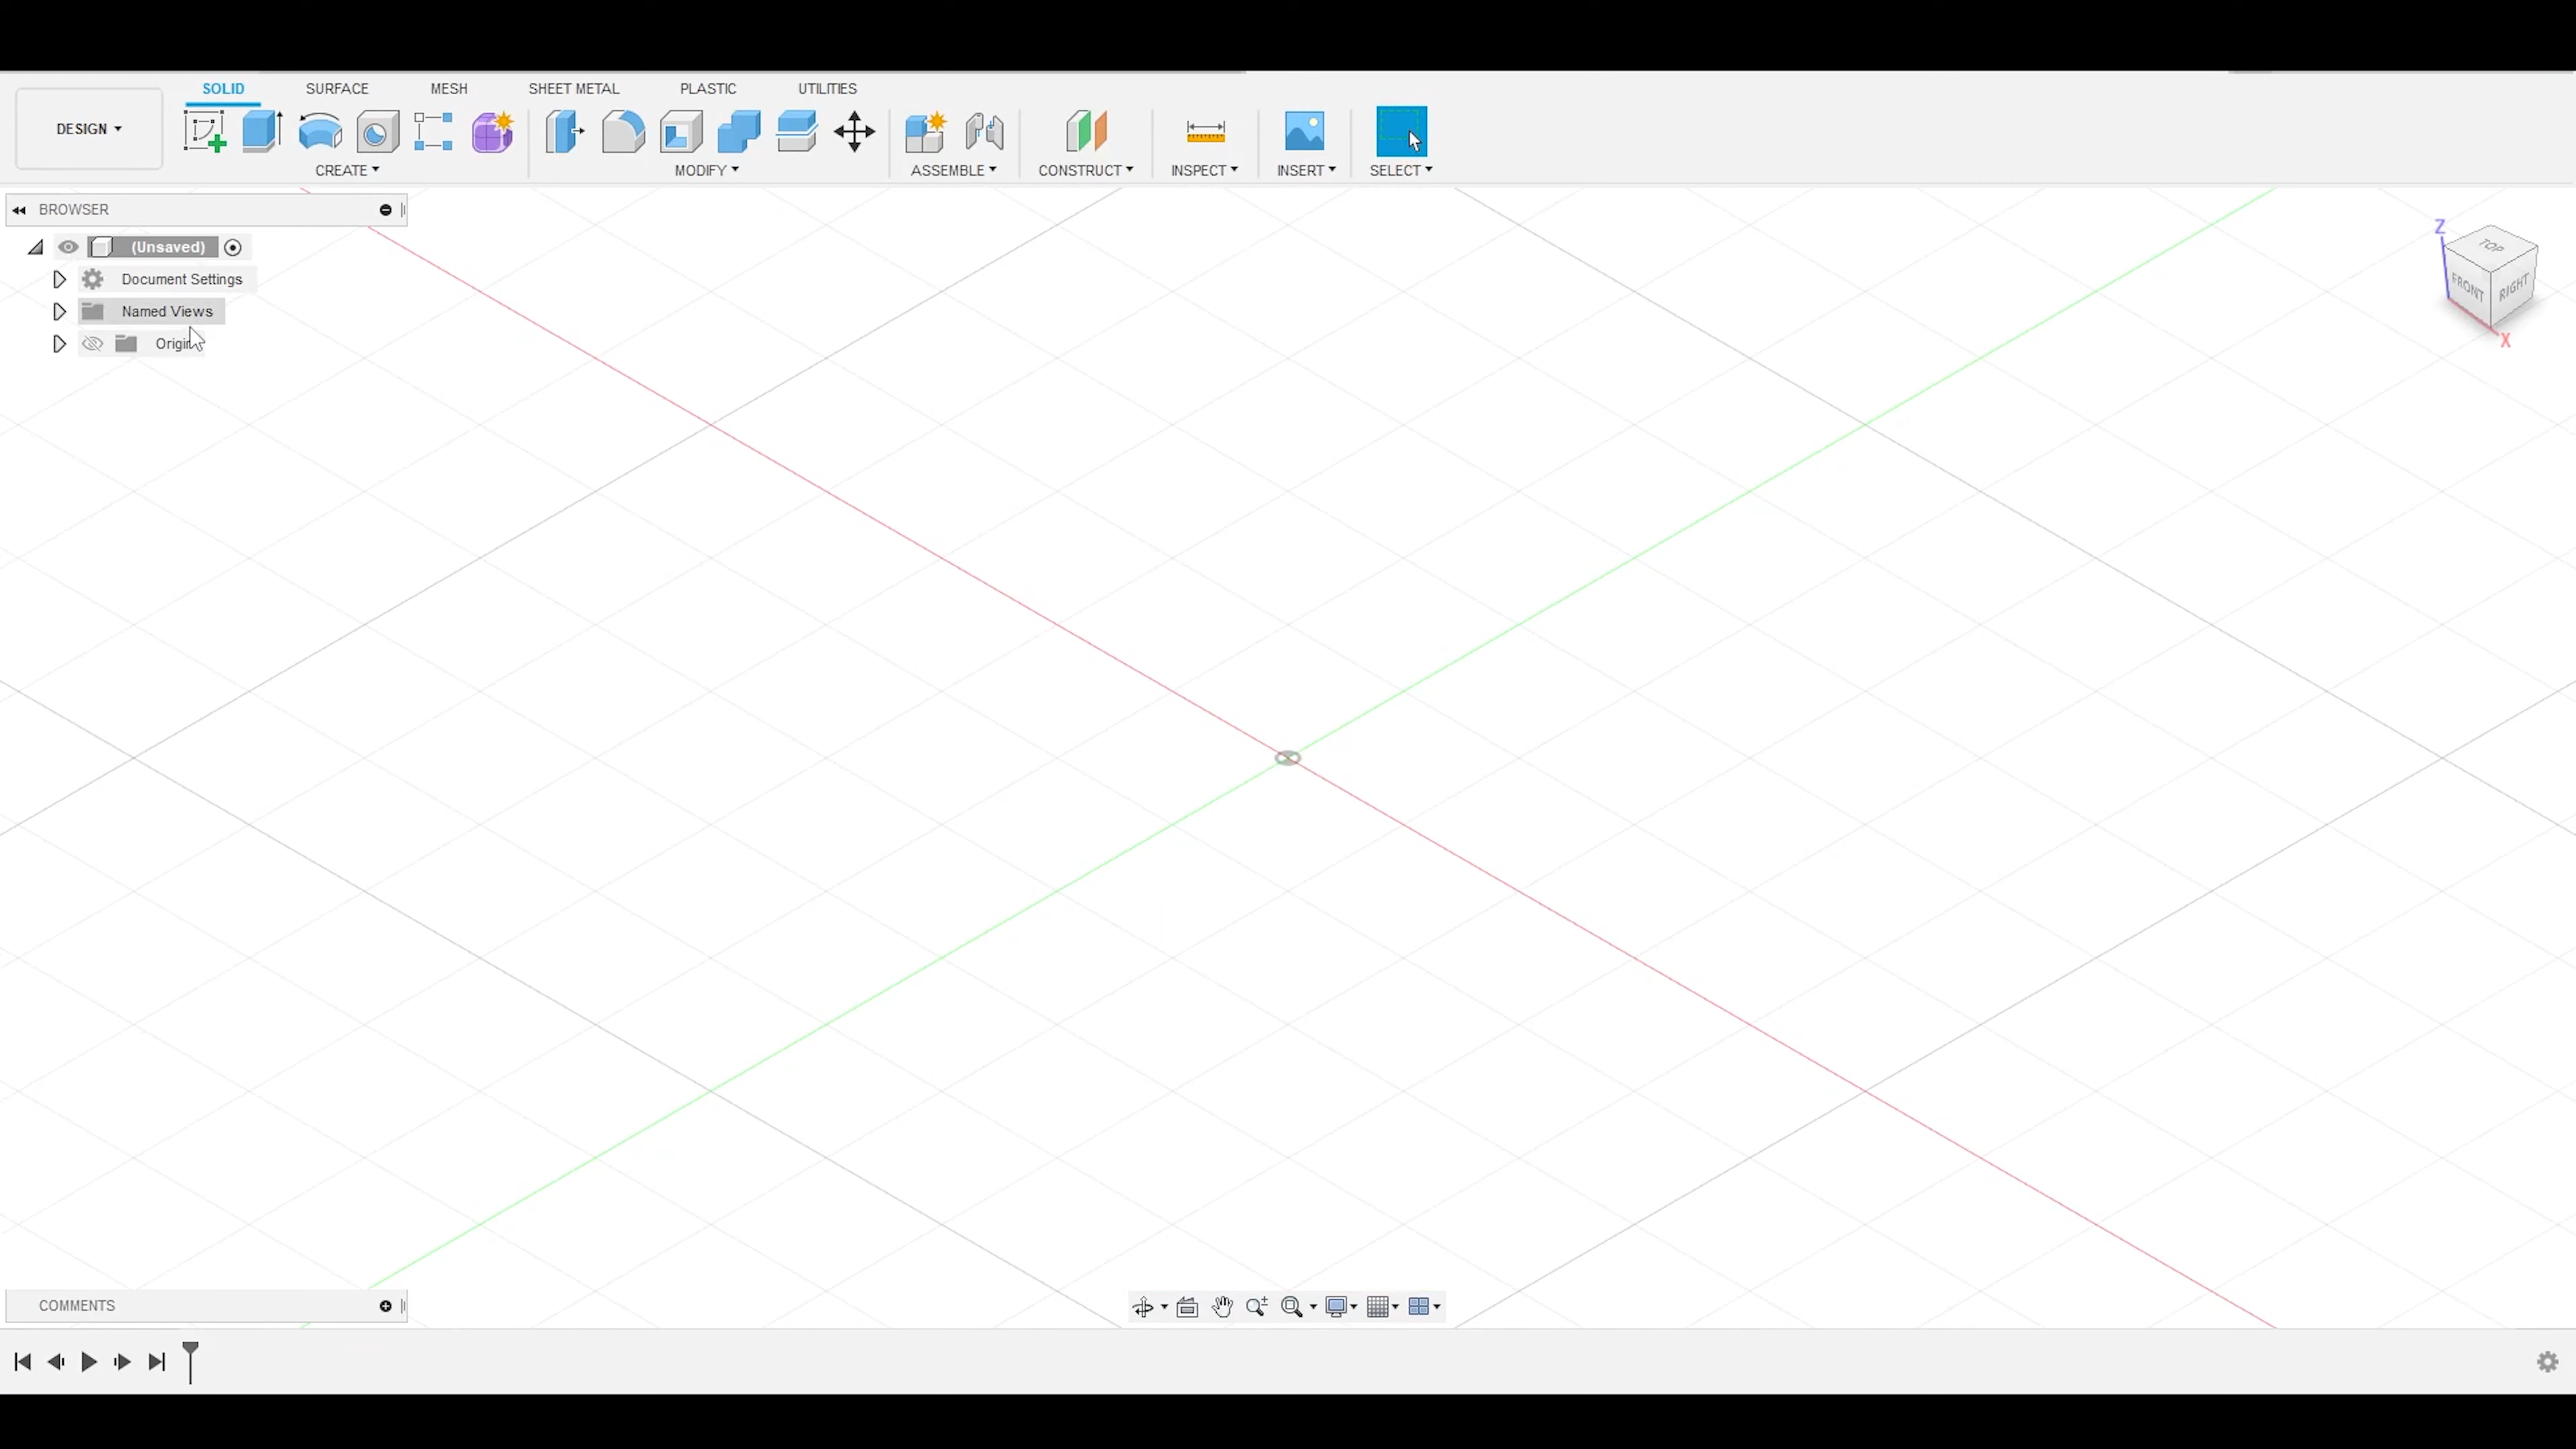 SOLID SURFACE MESH SHEET METAL PLASTIC UTILITIES
DESIGN
CREATE MODIFY ASSEMBLE CONSTRUCT INSPECT INSERT SELECT
BROWSER
(Unsaved)
Document Settings
Named Views
Origin
Z
TOP
FRONT RIGHT
X
COMMENTS